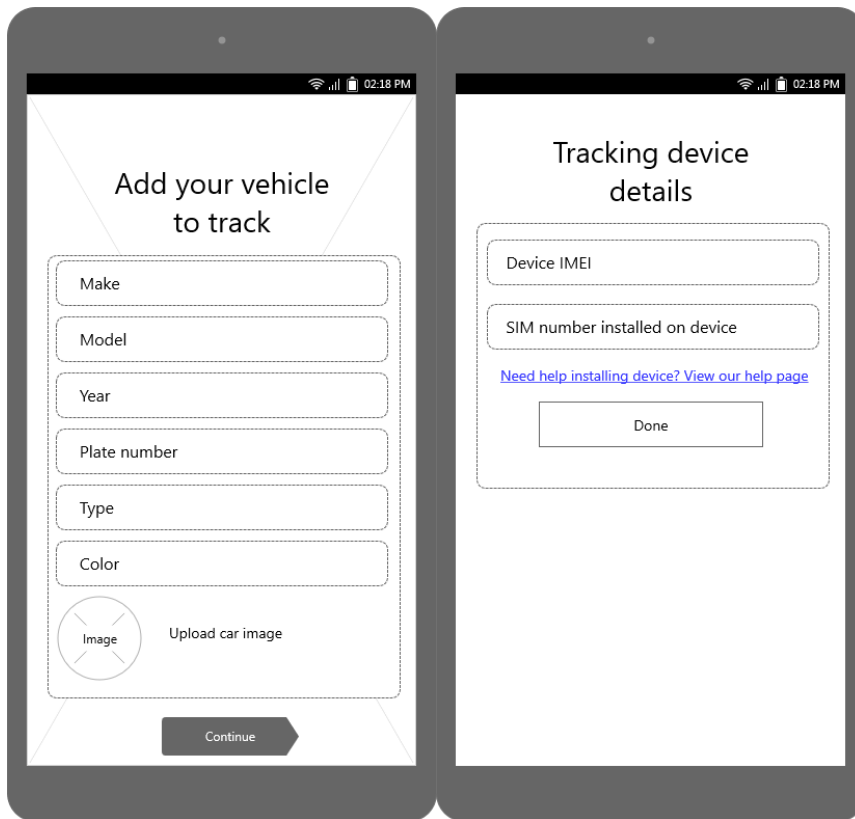 02:18 PM
Add your vehicle
to track
Make
Model
Year
Plate number
Type
Color
Image
Upload car image
Continue
02:18 PM
Tracking device
details
Device IMEI
SIM number installed on device
Need help installing device? View our help page
Done